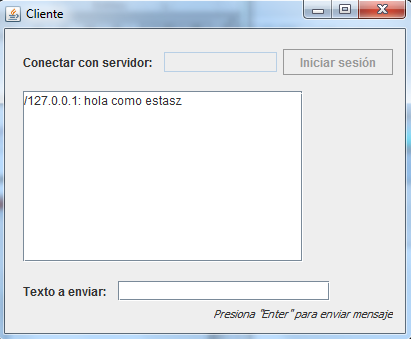 Cliente
Conectar con servidor: Iniciar sesión
/127.0.0.1: hola como estasz
Texto a enviar:
Presiona "Enter" para enviar mensaje